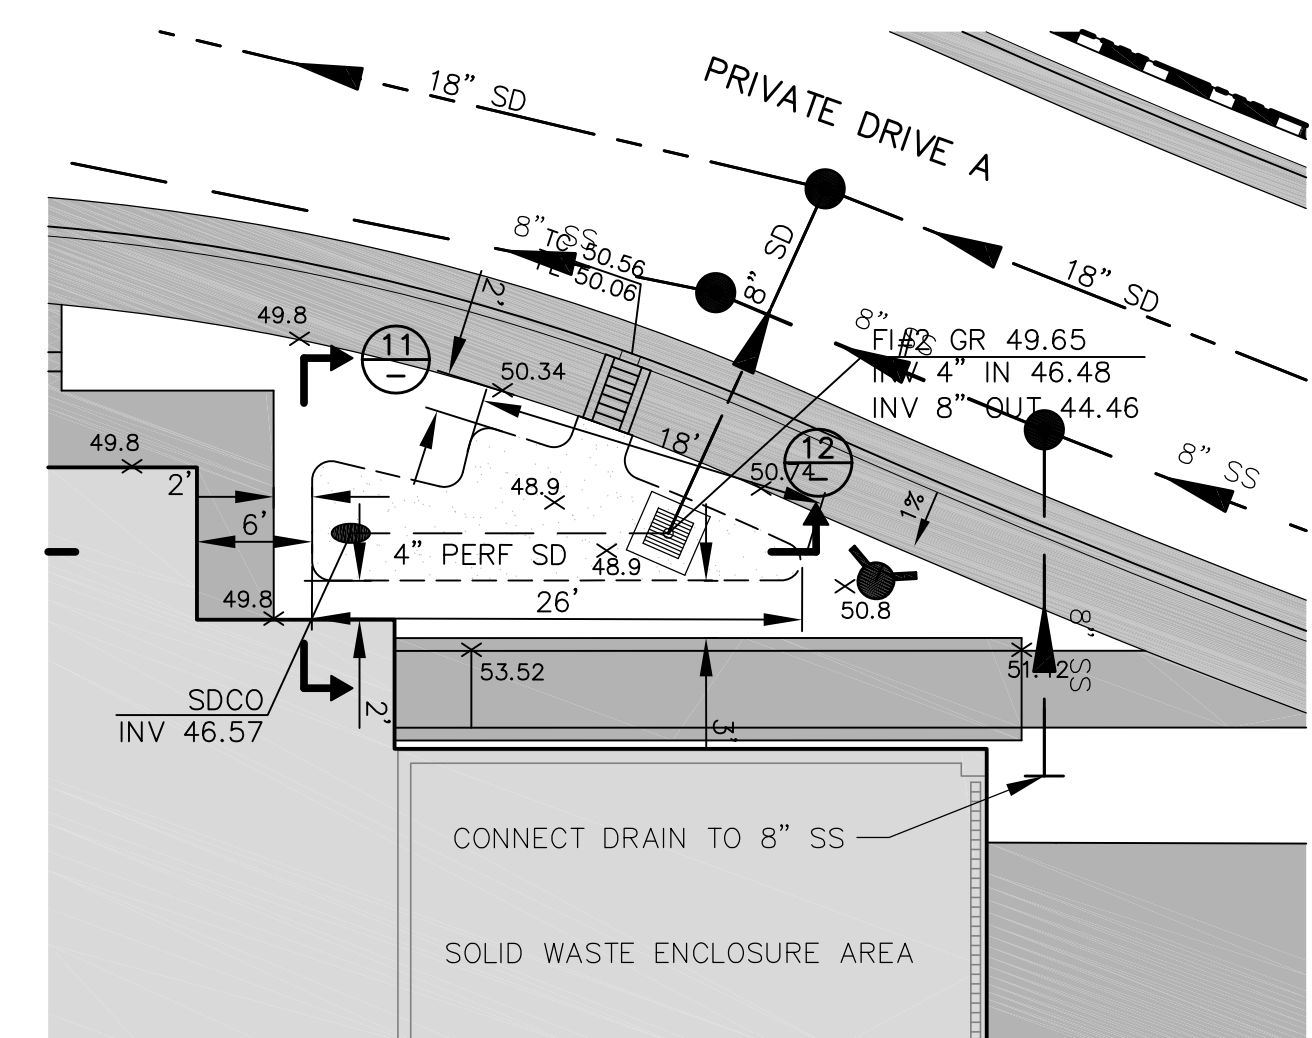 18” SD
PRIVATE DRIVE A
8” SS
TC 50.56
FL 50.06
8” SD
18” SD
2’
49.8
11
–
50.34
8” SS
FI#2 GR 49.65
INV 4” IN 46.48
INV 8” OUT 44.46
18’
12
–
50.74
8” SS
49.8
2’
48.9
1%
6’
4” PERF SD
48.9
49.8
26’
50.8
8” SS
53.52
51.12
SDCO
INV 46.57
2’
3’
CONNECT DRAIN TO 8” SS
SOLID WASTE ENCLOSURE AREA